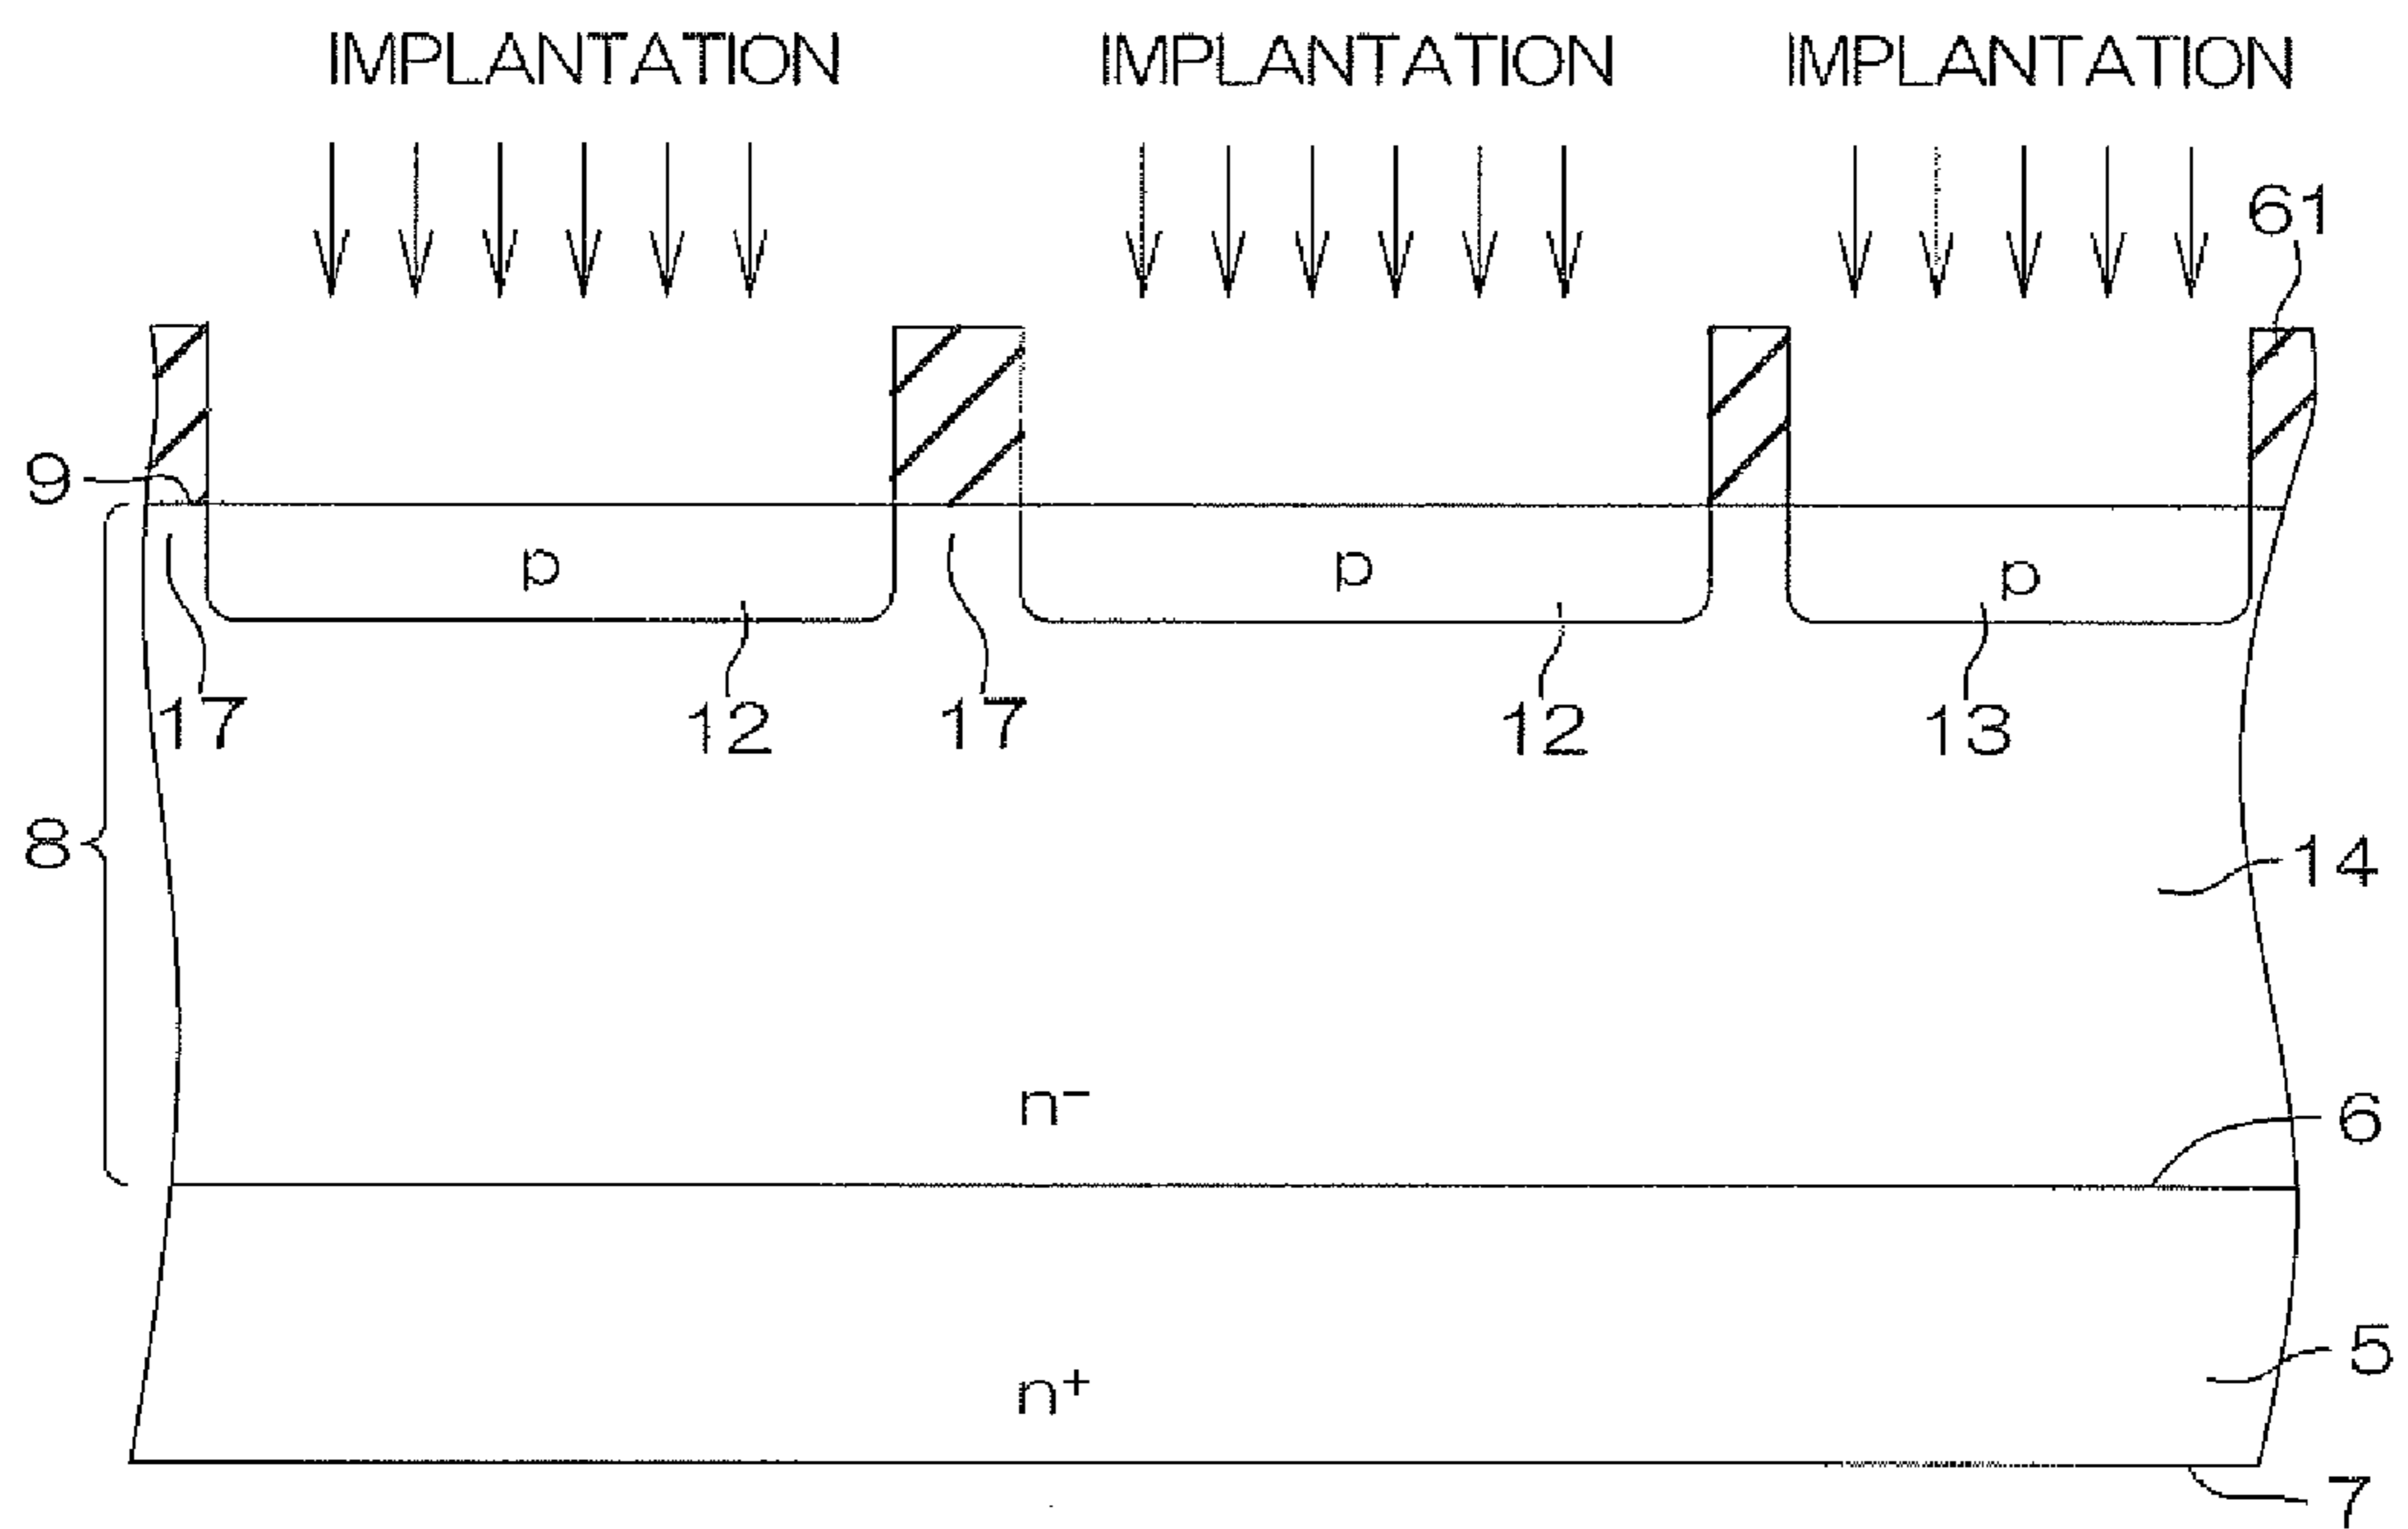 IMPLANTATION IMPLANTATION IMPLANTATION
61
9
p p p
17 12 17 12 13
8
14
n−
6
5
n+
7